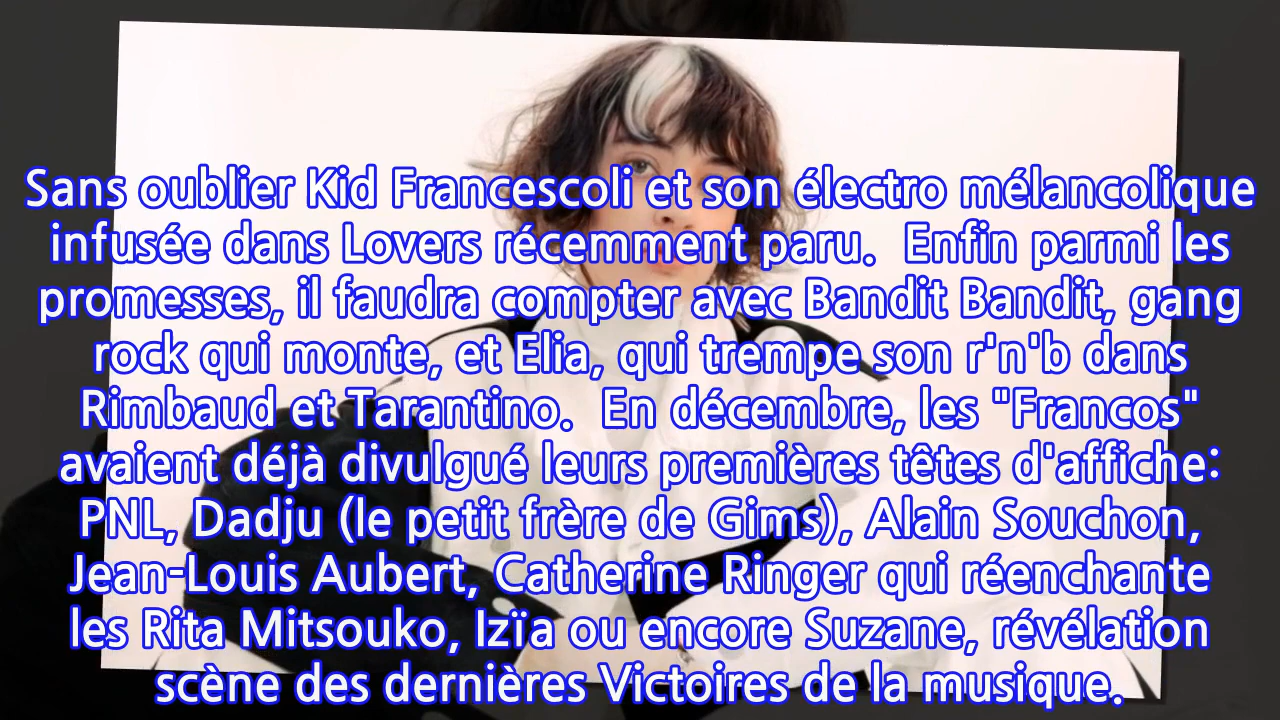 Sans oublier Kid Francescoli et son électro mélancolique
infusée dans Lovers récemment paru.  Enfin parmi les
promesses, il faudra compter avec Bandit Bandit, gang
rock qui monte, et Elia, qui trempe son r'n'b dans
Rimbaud et Tarantino.  En décembre, les "Francos"
avaient déjà divulgué leurs premières têtes d'affiche:
PNL, Dadju (le petit frère de Gims), Alain Souchon,
Jean-Louis Aubert, Catherine Ringer qui réenchante
les Rita Mitsouko, Izïa ou encore Suzane, révélation
scène des dernières Victoires de la musique.